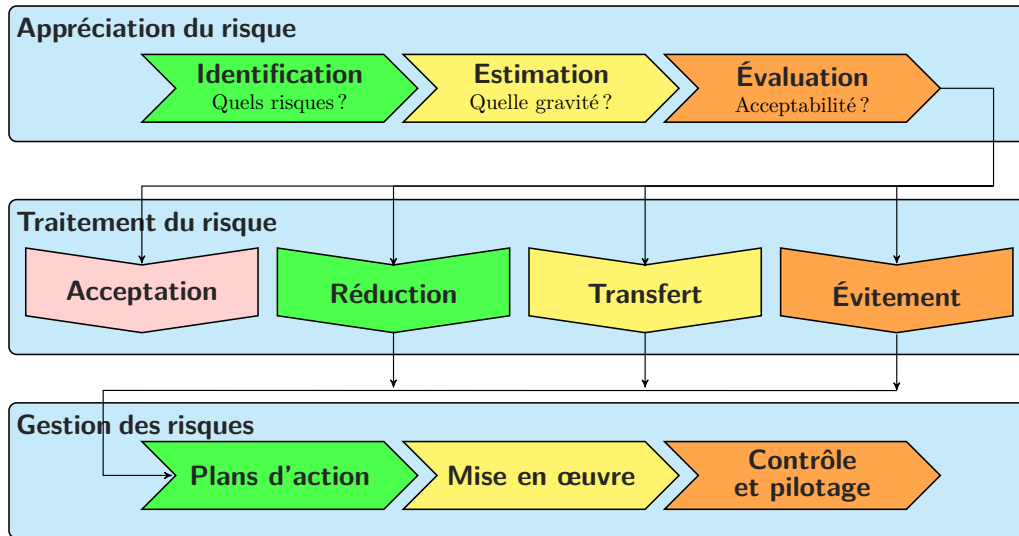 Appréciation du risque
Identification
Quels risques ?
Estimation
Quelle gravité ?
Évaluation
Acceptabilité ?
Traitement du risque
Acceptation
Réduction
Transfert
Évitement
Gestion des risques
Plans d'action
Mise en œuvre
Contrôle
et pilotage